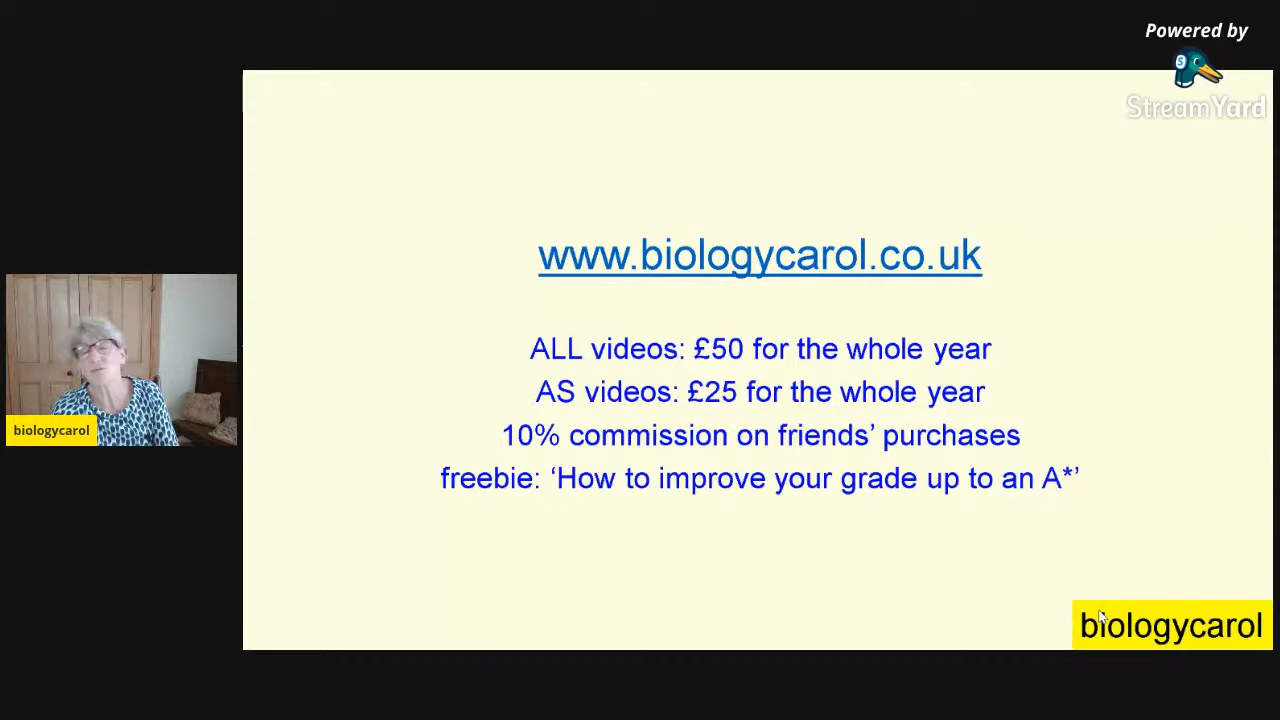 Powered by
StreamYard
www.biologycarol.co.uk
ALL videos: £50 for the whole year
AS videos: £25 for the whole year
10% commission on friends’ purchases
freebie: ‘How to improve your grade up to an A*’
biologycarol
biologycarol